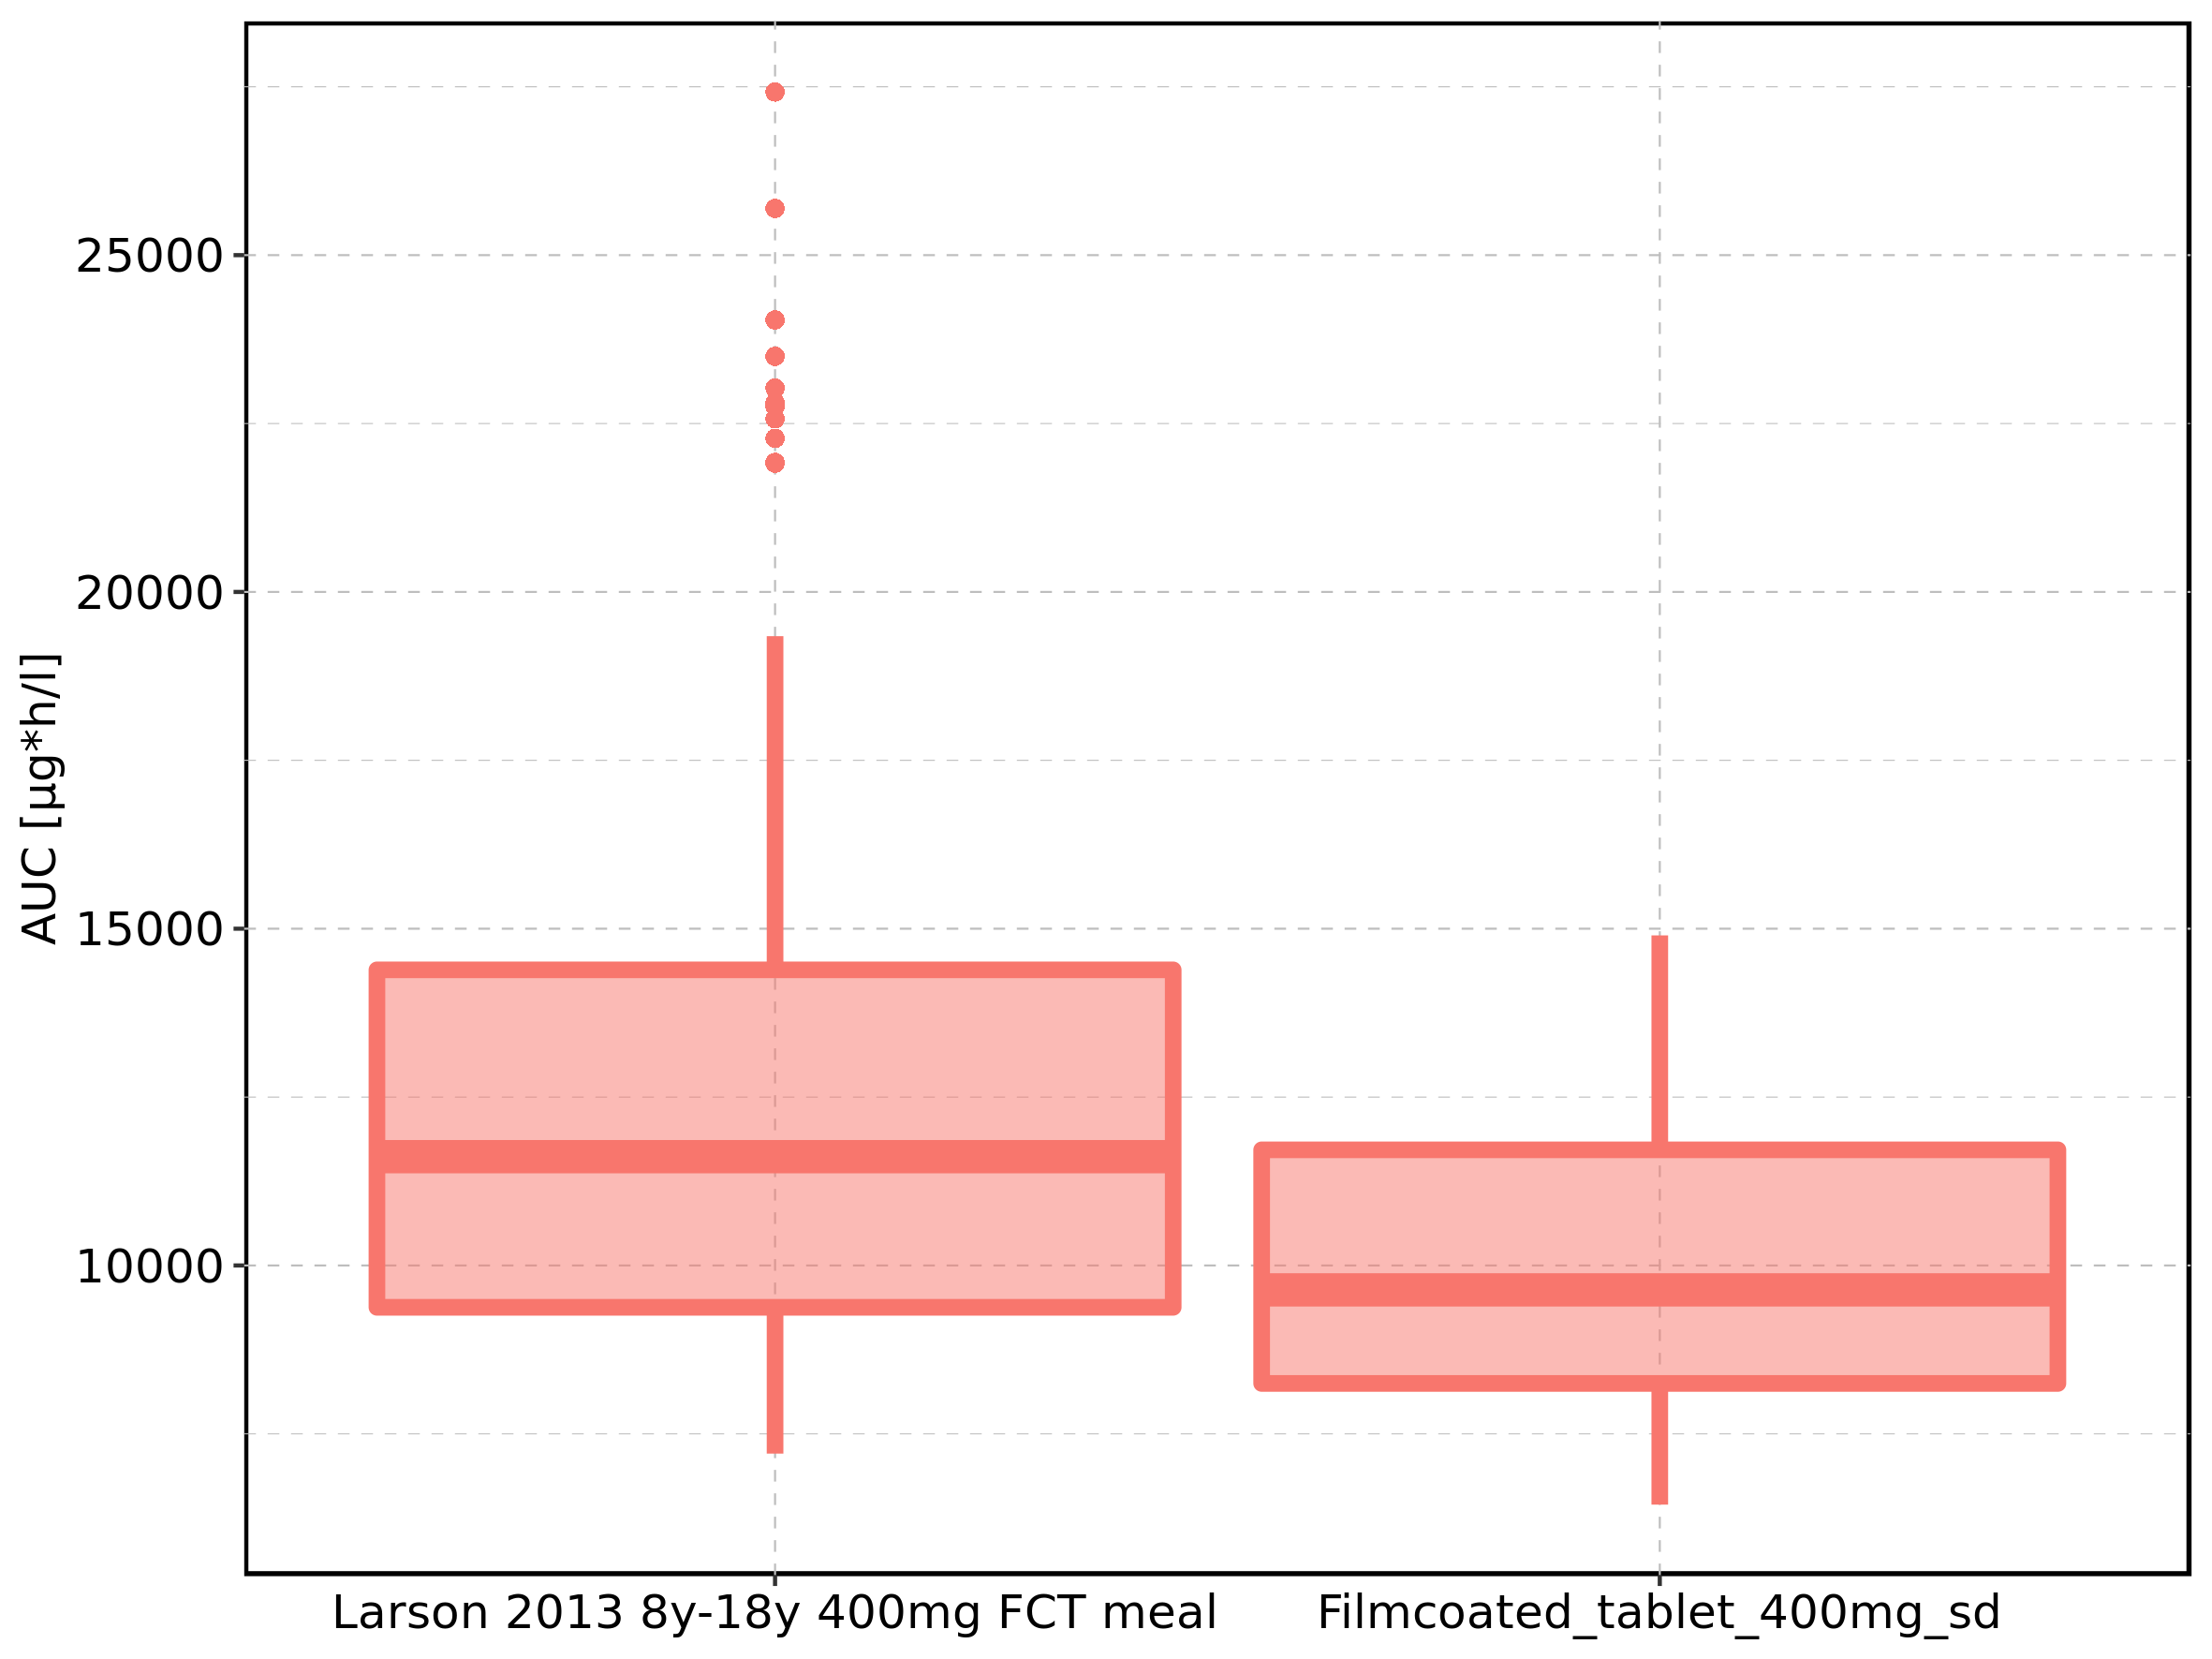 AUC [µg*h/l]
25000
20000
15000
10000
Larson 2013 8y-18y 400mg FCT meal
Filmcoated_tablet_400mg_sd